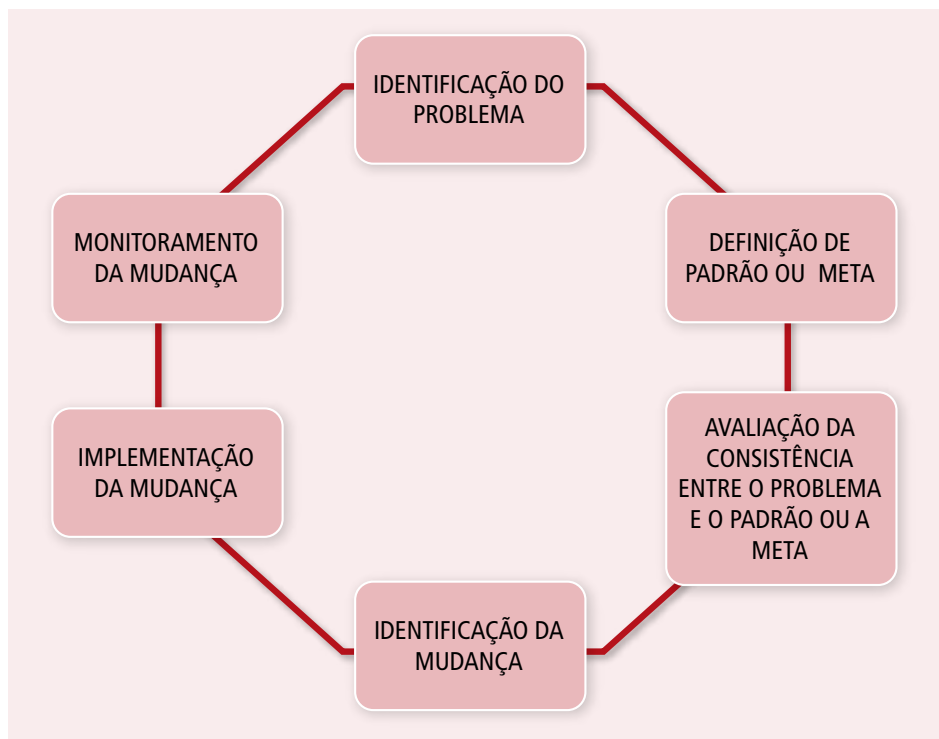 IDENTIFICAÇÃO DO
PROBLEMA
DEFINIÇÃO DE
PADRÃO OU  META
AVALIAÇÃO DA
CONSISTÊNCIA
ENTRE O PROBLEMA
E O PADRÃO OU A
META
IDENTIFICAÇÃO DA
MUDANÇA
IMPLEMENTAÇÃO
DA MUDANÇA
MONITORAMENTO
DA MUDANÇA